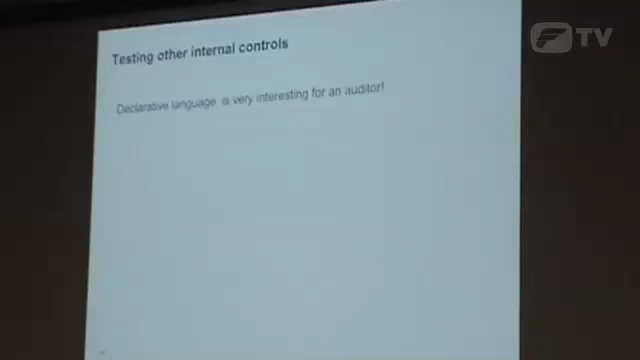 TV
Testing other internal controls
Declarative language is very interesting for an auditor!